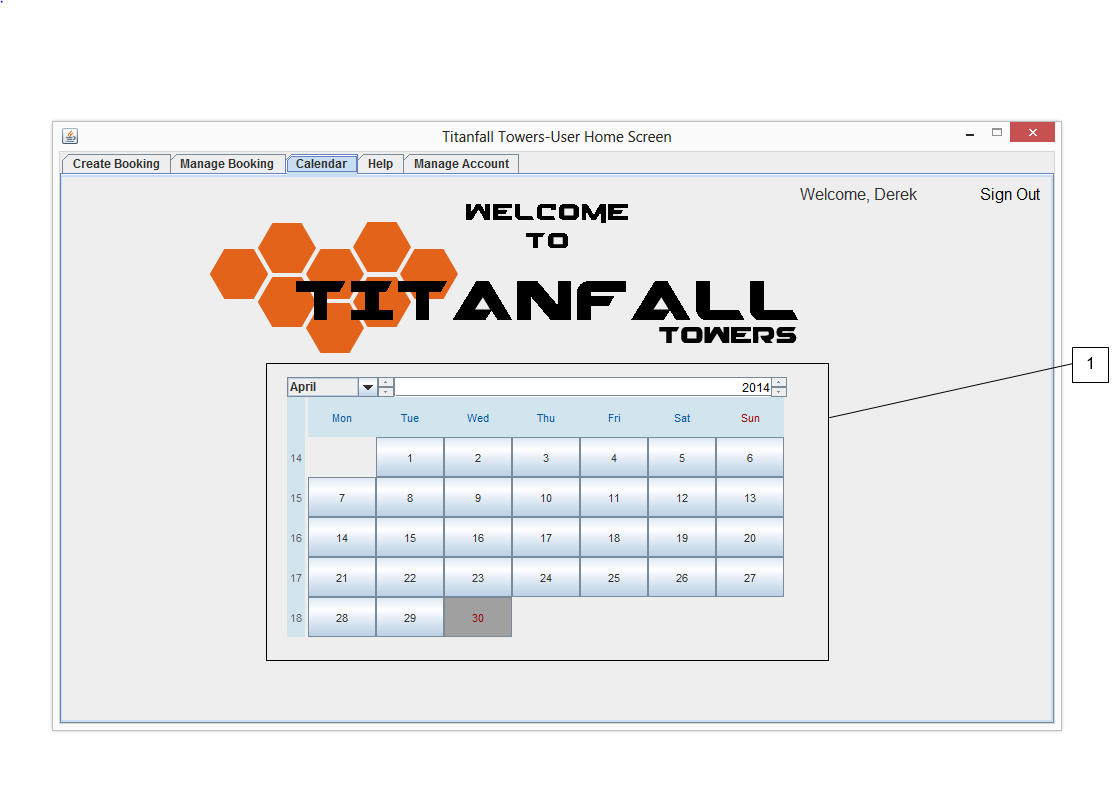 Titanfall Towers-User Home Screen
Create Booking Manage Booking Calendar Help Manage Account
Welcome, Derek Sign Out
WELCOME
TO
TITANFALL
TOWERS
1
April 2014
Mon Tue Wed Thu Fri Sat Sun
14 1 2 3 4 5 6
15 7 8 9 10 11 12 13
16 14 15 16 17 18 19 20
17 21 22 23 24 25 26 27
18 28 29 30